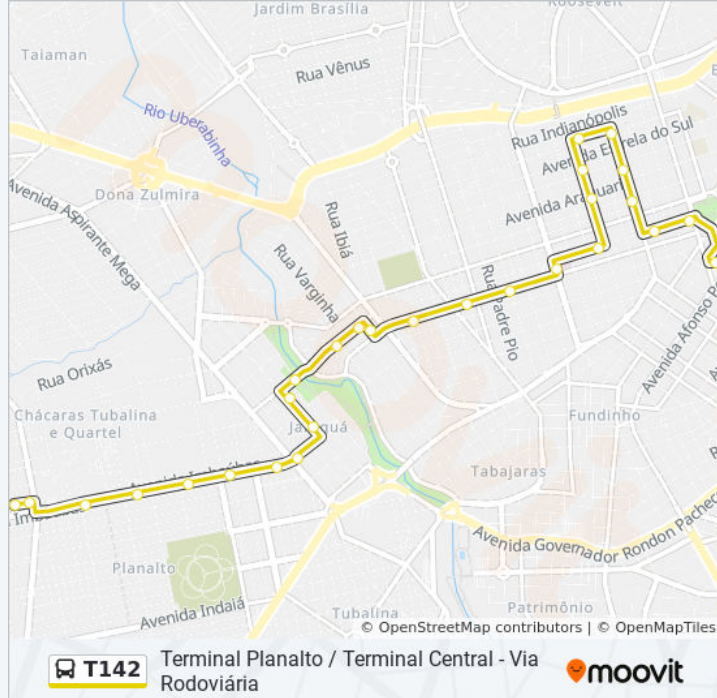 Jardim Brasília
Roosevelt
Taiaman
Rua Vênus
Rio Uberabinha
Rua Indianópolis
Avenida Estrela do Sul
Dona Zulmira
Avenida Aspirante Mega
Rua Ibiá
Avenida Araguari
Rua Varginha
Rua Padre Pio
Avenida Afonso Pe
Rua Orixás
Chácaras Tubalina
e Quartel
Fundinho
Jaraguá
Tabajaras
Avenida Governador Rondon Pacheco
Planalto
Avenida Indaiá
Tubalina
Patrimônio
© OpenStreetMap contributors | © OpenMapTiles
T142
Terminal Planalto / Terminal Central - Via
Rodoviária
moovit